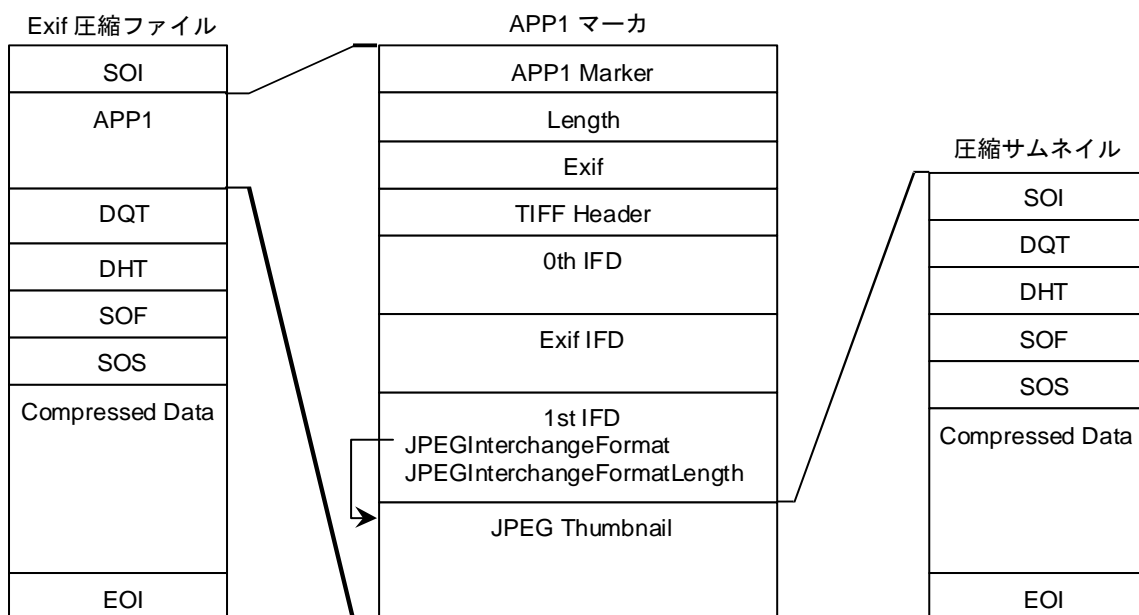 Exif 圧縮ファイル
SOI
APP1
DQT
DHT
SOF
SOS
Compressed Data
EOI
APP1 マーカ
APP1 Marker
Length
Exif
TIFF Header
0th IFD
Exif IFD
1st IFD
JPEGInterchangeFormat
JPEGInterchangeFormatLength
JPEG Thumbnail
圧縮サムネイル
SOI
DQT
DHT
SOF
SOS
Compressed Data
EOI